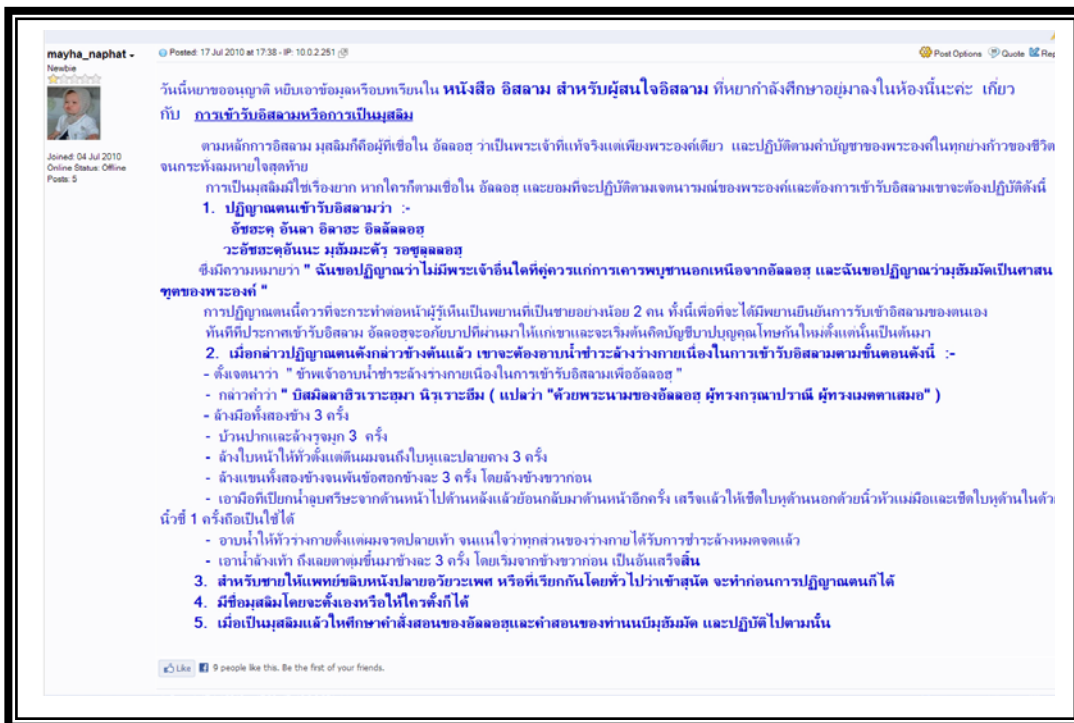 mayha_naphat
Newbie
Joined: 04 Jul 2010
Online Status: Offline
Posts: 5
Posted: 17 Jul 2010 at 17:38 - IP: 10.0.2.251
Post Options Quote Rep
วันนี้หยาขออนุญาติ หยิบเอาข้อมูลหรือบทเรียนใน หนังสือ อิสลาม สำหรับผู้สนใจอิสลาม ที่หยากำลังศึกษาอยู่มาลงในห้องนี้นะค่ะ เกี่ยว
กับ การเข้ารับอิสลามหรือการเป็นมุสลิม
ตามหลักการอิสลาม มุสลิมก็คือผู้ที่เชื่อใน อัลลอฮฺ ว่าเป็นพระเจ้าที่แท้จริงแต่เพียงพระองค์เดียว และปฏิบัติตามคำบัญชาของพระองค์ในทุกย่างก้าวของชีวิต
จนกระทั่งลมหายใจสุดท้าย
การเป็นมุสลิมมิใช่เรื่องยาก หากใครก็ตามเชื่อใน อัลลอฮฺ และยอมที่จะปฏิบัติตามเจตนารมณ์ของพระองค์และต้องการเข้ารับอิสลามเขาจะต้องปฏิบัติดังนี้
1. ปฏิญาณตนเข้ารับอิสลามว่า :-
อัชฮะดุ อันลา อิลาฮะ อิลลัลลอฮฺ
วะอัชฮะดุอันนะ มุฮัมมะดัรฺ รอซูลุลลอฮฺ
ซึ่งมีความหมายว่า " ฉันขอปฏิญาณว่าไม่มีพระเจ้าอื่นใดที่คู่ควรแก่การเคารพบูชานอกเหนือจากอัลลอฮฺ และฉันขอปฏิญาณว่ามุฮัมมัดเป็นศาสน
ฑูตของพระองค์ "
การปฏิญาณตนนี้ควรที่จะกระทำต่อหน้าผู้รู้เห็นเป็นพยานที่เป็นชายอย่างน้อย 2 คน ทั้งนี้เพื่อที่จะได้มีพยานยืนยันการรับเข้าอิสลามของตนเอง
ทันทีที่ประกาศเข้ารับอิสลาม อัลลอฮฺจะอภัยบาปที่ผ่านมาให้แก่เขาและจะเริ่มต้นคิดบัญชีบาปบุญคุณโทษกันใหม่ตั้งแต่นั้นเป็นต้นมา
2. เมื่อกล่าวปฏิญาณตนดังกล่าวข้างต้นแล้ว เขาจะต้องอาบน้ำชำระล้างร่างกายเนื่องในการเข้ารับอิสลามตามขั้นตอนดังนี้ :-
- ตั้งเจตนาว่า " ข้าพเจ้าอาบน้ำชำระล้างร่างกายเนื่องในการเข้ารับอิสลามเพื่ออัลลอฮฺ "
- กล่าวคำว่า " บิสมิลลาฮิรเราะฮฺมา นิรฺเราะฮีม ( แปลว่า "ด้วยพระนามของอัลลอฮฺ ผู้ทรงกรุณาปราณี ผู้ทรงเมตตาเสมอ" )
- ล้างมือทั้งสองข้าง 3 ครั้ง
- บ้วนปากและล้างรูจมูก 3 ครั้ง
- ล้างใบหน้าให้ทั่วตั้งแต่ตีนผมจนถึงใบหูและปลายคาง 3 ครั้ง
- ล้างแขนทั้งสองข้างจนพ้นข้อศอกข้างละ 3 ครั้ง โดยล้างข้างขวาก่อน
- เอามือที่เปียกน้ำลูบศรีษะจากด้านหน้าไปด้านหลังแล้วย้อนกลับมาด้านหน้าอีกครั้ง เสร็จแล้วให้เช็ดใบหูด้านนอกด้วยนิ้วหัวแม่มือและเช็ดใบหูด้านในด้วย
นิ้วชี้ 1 ครั้งถือเป็นใช้ได้
- อาบน้ำให้ทั่วร่างกายตั้งแต่ผมจรดปลายเท้า จนแน่ใจว่าทุกส่วนของร่างกายได้รับการชำระล้างหมดจดแล้ว
- เอาน้ำล้างเท้า ถึงเลยตาตุ่มขึ้นมาข้างละ 3 ครั้ง โดยเริ่มจากข้างขวาก่อน เป็นอันเสร็จสิ้น
3. สำหรับชายให้แพทย์ขลิบหนังปลายอวัยวะเพศ หรือที่เรียกกันโดยทั่วไปว่าเข้าสุนัต จะทำก่อนการปฏิญาณตนก็ได้
4. มีชื่อมุสลิมโดยจะตั้งเองหรือให้ใครตั้งก็ได้
5. เมื่อเป็นมุสลิมแล้วใหศึกษาคำสั่งสอนของอัลลอฮฺและคำสอนของท่านนบีมุฮัมมัด และปฏิบัติไปตามนั้น
Like 9 people like this. Be the first of your friends.